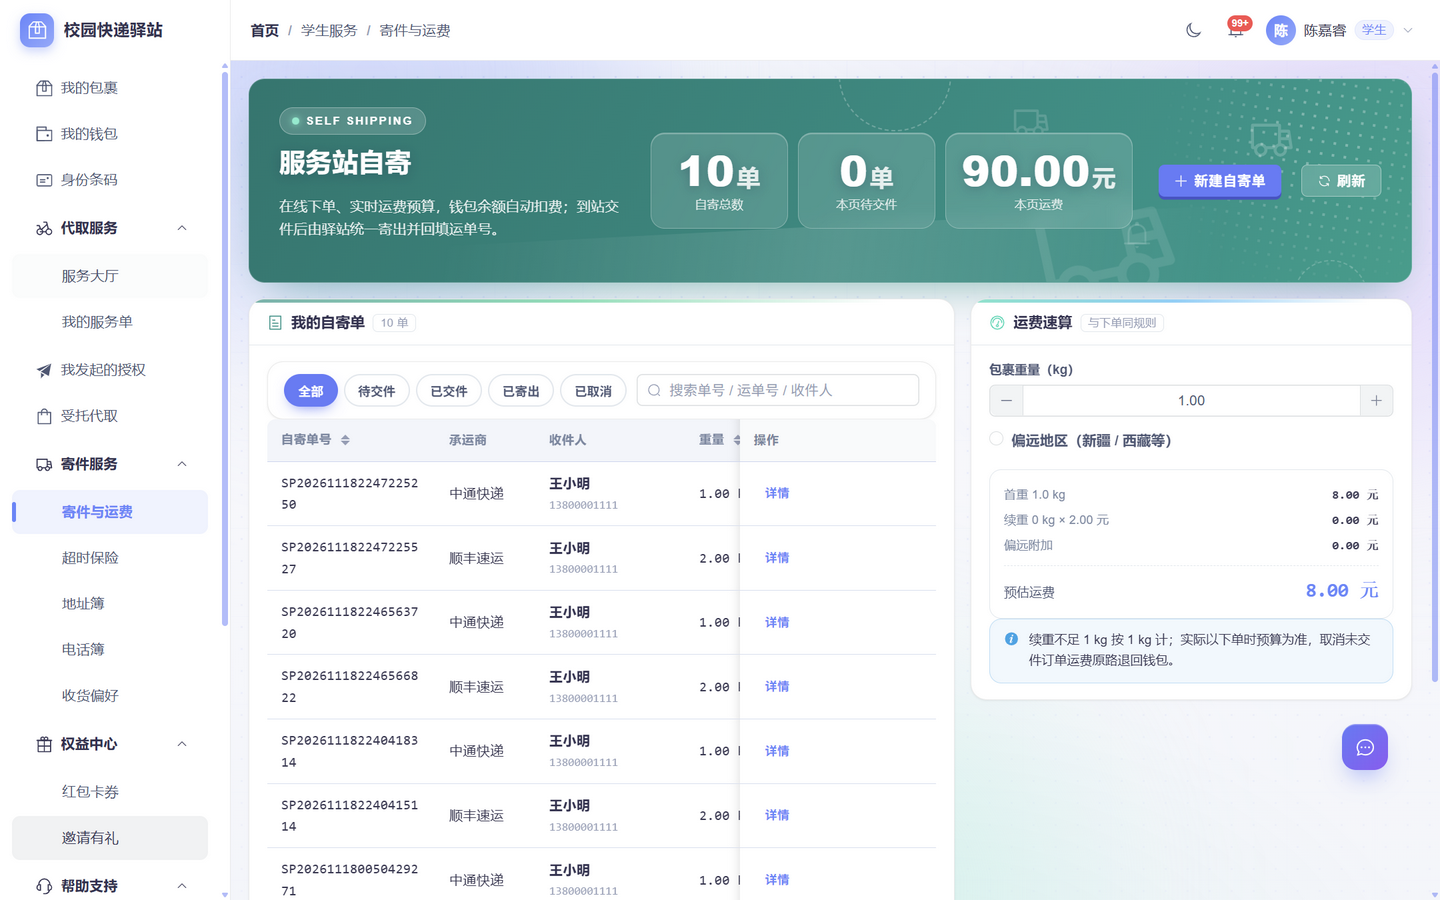 校园快递驿站
首页 / 学生服务 / 寄件与运费
99+
陈
陈嘉睿
学生
我的包裹
我的钱包
身份条码
代取服务
服务大厅
我的服务单
我发起的授权
受托代取
寄件服务
寄件与运费
超时保险
地址簿
电话簿
收货偏好
权益中心
红包卡券
邀请有礼
帮助支持
SELF SHIPPING
服务站自寄
在线下单、实时运费预算，钱包余额自动扣费；到站交
件后由驿站统一寄出并回填运单号。
10单
自寄总数
0单
本页待交件
90.00元
本页运费
新建自寄单
刷新
我的自寄单
10 单
全部
待交件
已交件
已寄出
已取消
搜索单号 / 运单号 / 收件人
自寄单号 承运商 收件人 重量 操作
SP2026111822472252
50
中通快递
王小明
13800001111
1.00
详情
SP2026111822472255
27
顺丰速运
王小明
13800001111
2.00
详情
SP2026111822465637
20
中通快递
王小明
13800001111
1.00
详情
SP2026111822465668
22
顺丰速运
王小明
13800001111
2.00
详情
SP2026111822404183
14
中通快递
王小明
13800001111
1.00
详情
SP2026111822404151
14
顺丰速运
王小明
13800001111
2.00
详情
SP2026111800504292
71
中通快递
王小明
13800001111
1.00
详情
运费速算
与下单同规则
包裹重量（kg）
1.00
偏远地区（新疆 / 西藏等）
首重 1.0 kg 8.00 元
续重 0 kg × 2.00 元 0.00 元
偏远附加 0.00 元
预估运费 8.00 元
续重不足 1 kg 按 1 kg 计；实际以下单时预算为准，取消未交
件订单运费原路退回钱包。